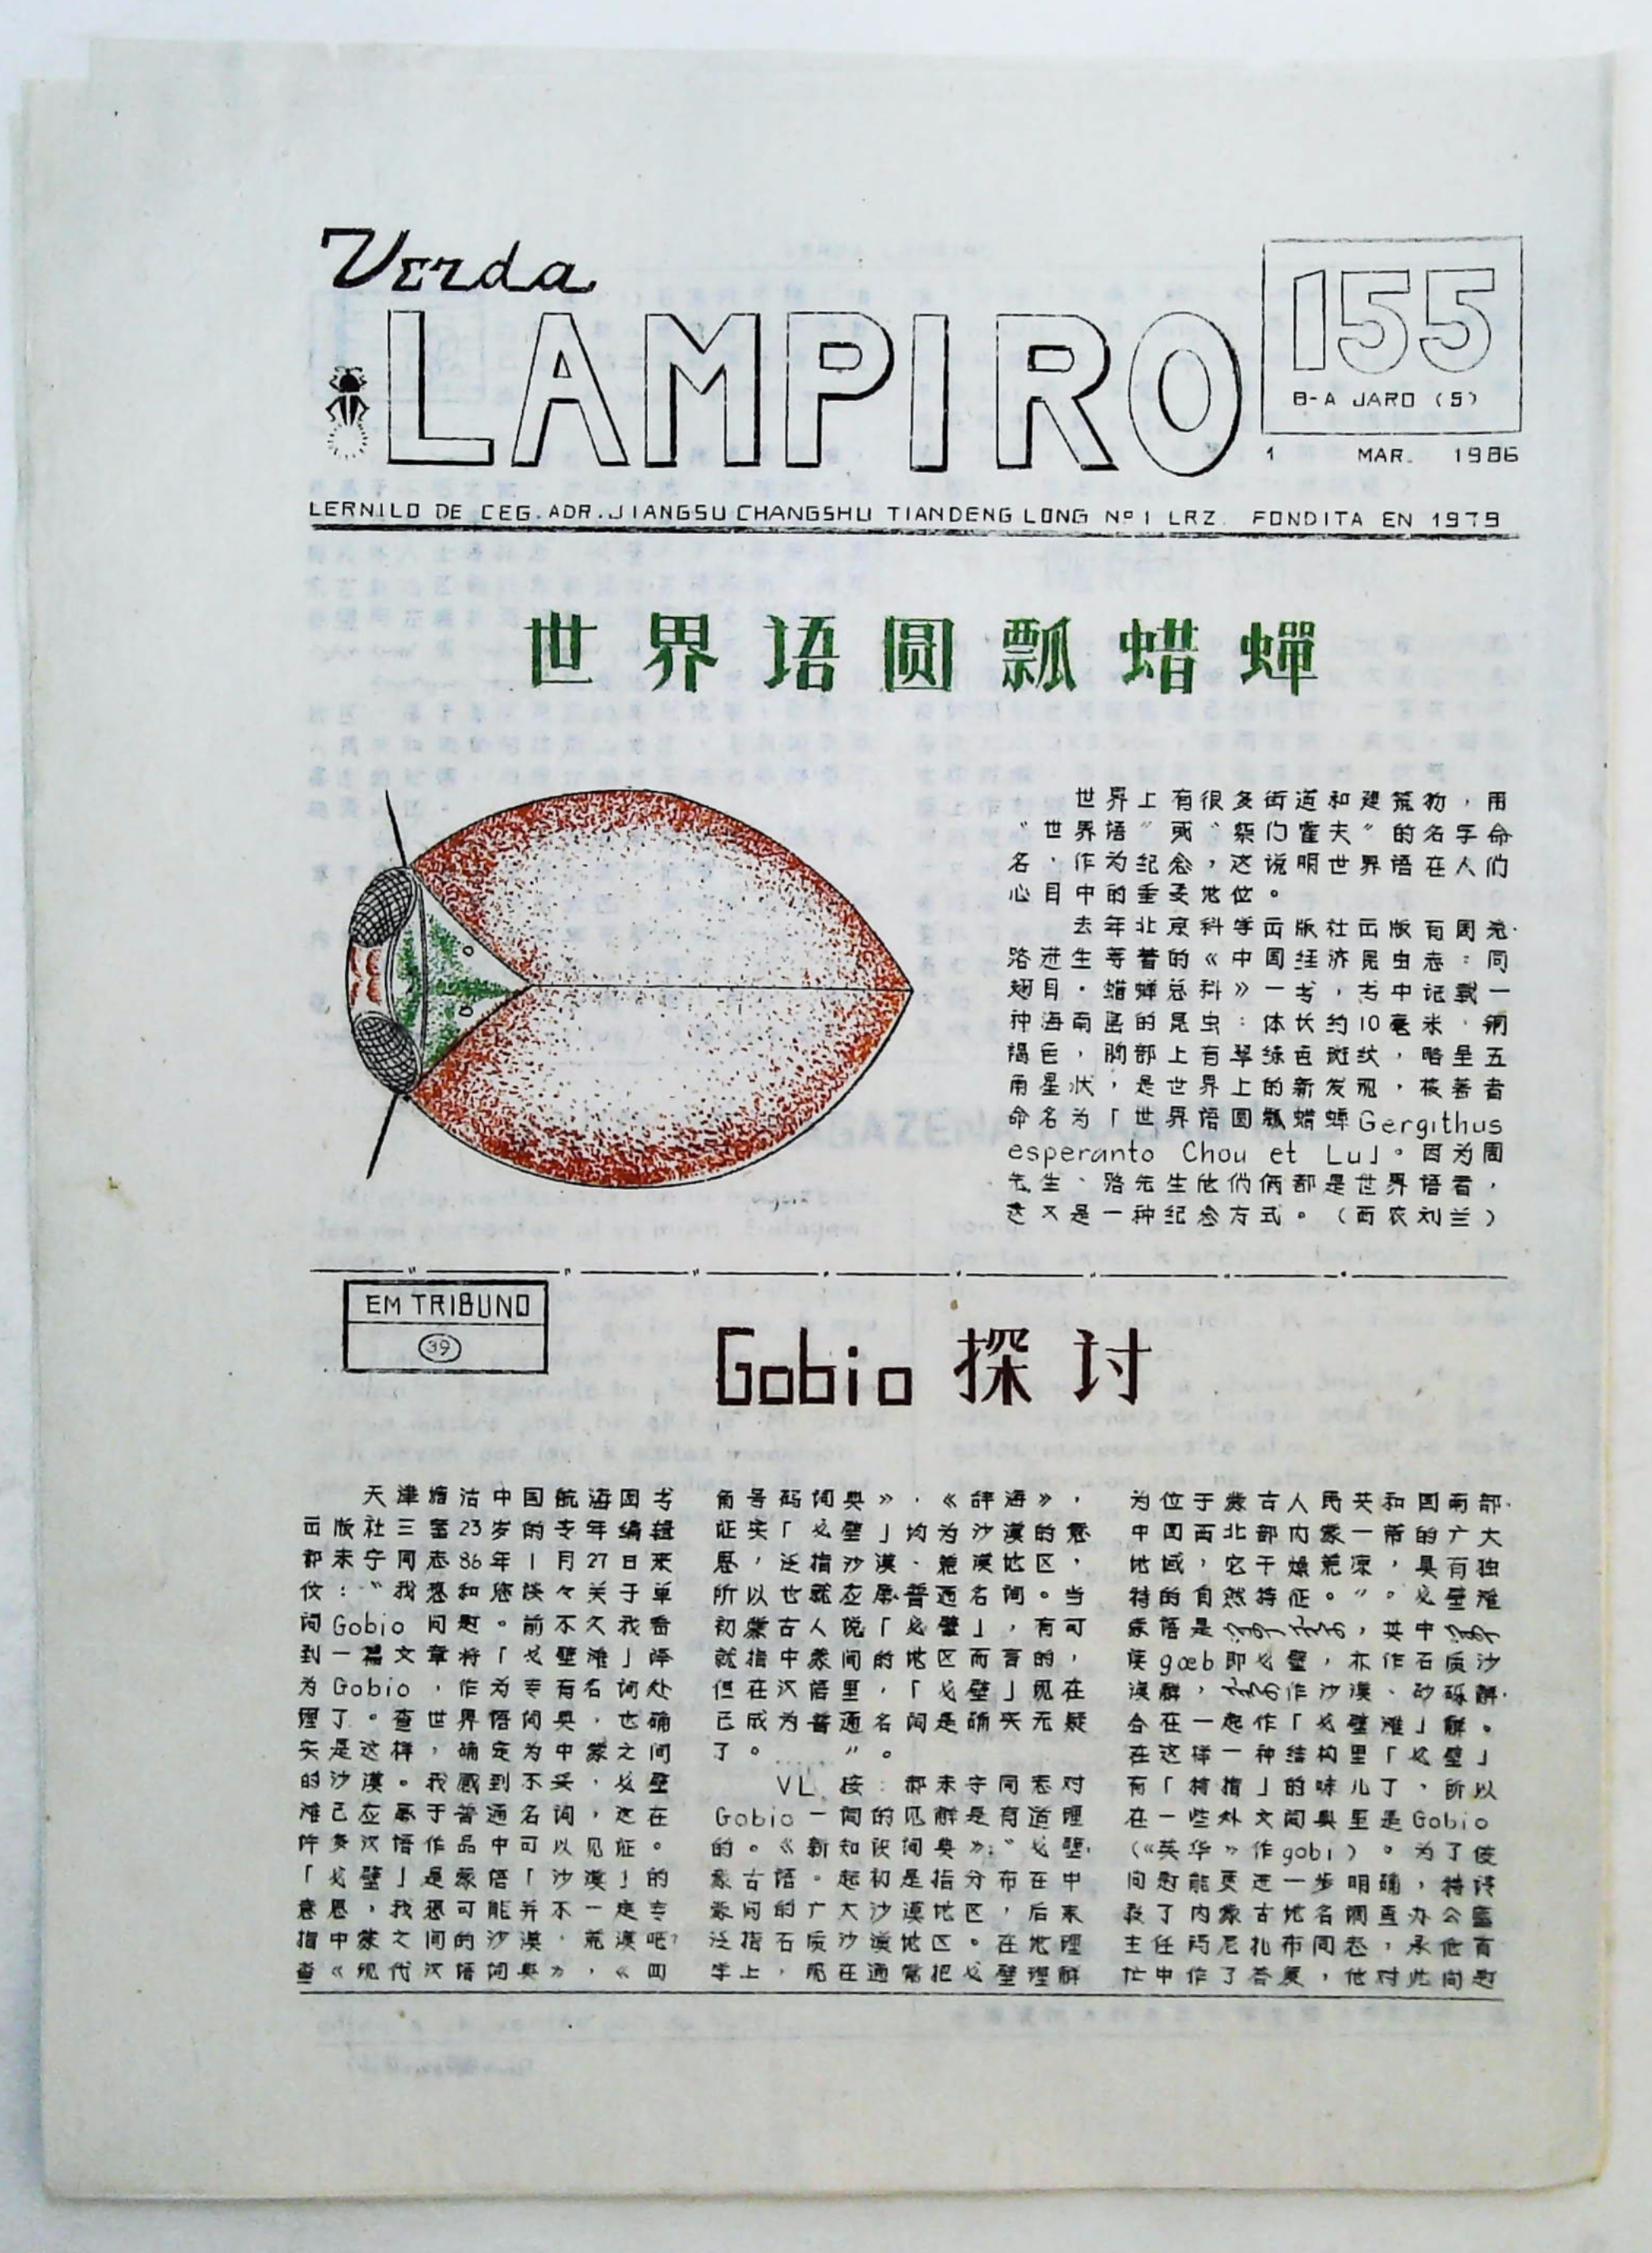 Verda
LAMPIRO
155
8-A JARO (5)
1 MAR. 1986
LERNILO DE CEG. ADR. JIANGSU CHANGSHU TIANDENG LONG Nº1 LRZ. FONDITA EN 1979
世界语圆瓢蜡蟬
世界上有很多街道和建筑物，用
“世界语”或“柴门霍夫”的名字命
名，作为纪念，这说明世界语在人们
心目中的重要地位。
去年北京科学出版社出版有周尧·
路进生等著的《中国经济昆虫志：同
翅目·蜡蝉总科》一书，书中记载一
种海南岛的昆虫：体长约10毫米，铜
褐色，胸部上有翠绿色斑纹，略呈五
角星状，是世界上的新发现，被著者
命名为「世界语圆瓢蜡蝉Gergithus
esperanto Chou et Lu」。因为周
先生、路先生他们俩都是世界语者，
这又是一种纪念方式。（西农刘兰）
EM TRIBUNO
39
Gobio 探讨
天津塘沽中国航海图书
出版社三室23岁的专年编辑
郝未宁同志86年1月27日来
伩：“我想和您谈々关于单
词Gobio 问题。前不久我看
到一篇文章将「戈壁滩」译
为Gobio，作为专有名词处
理了。查世界语词典，也确
实是这样，确定为中蒙之间
的沙漠。我感到不妥，戈壁
滩已应属于普通名词，这在
许多汉语作品中可以见证。
「戈壁」是蒙语「沙漠」的
意思，我想可能并不一定专
指中蒙之间的沙漠，荒漠吧？
查《现代汉语词典》，《四
角号码词典》，《辞海》，
证实「戈壁」均为沙漠的意
思，泛指沙漠、荒漠地区，
所以也就应属普通名词。当
初蒙古人说「戈壁」，有可
就指中蒙间的地区而言的，
但在汉语里，「戈壁」现在
已成为普通名词是确实无疑
了。……”。
VL 按：郝未宁同志对
Gobio一词的见解是有道理
的。《新知识词典》：“戈壁，
蒙古语。起初是指分布在中
蒙间的广大沙漠地区，后来
泛指石质沙漠地区。在地理
学上，现在通常把戈壁理解
为位于蒙古人民共和国南部·
中国西北部内蒙一带的广大
地域，它干燥荒凉，具有独
特的自然特征。”。戈壁滩
蒙语是，其中
读gœb即戈壁，亦作石质沙
漠解，作沙漠、砂砾解·
合在一起作「戈壁滩」解。
在这样一种结构里「戈壁」
有「特指」的味儿了，所以
在一些外文词典里是Gobio
（《英华》作gobi）。为了使
问题能更进一步明确，特请
教了内蒙古地名调查办公室
主任玛尼扎布同志，承他百
忙中作了答复，他对此问题